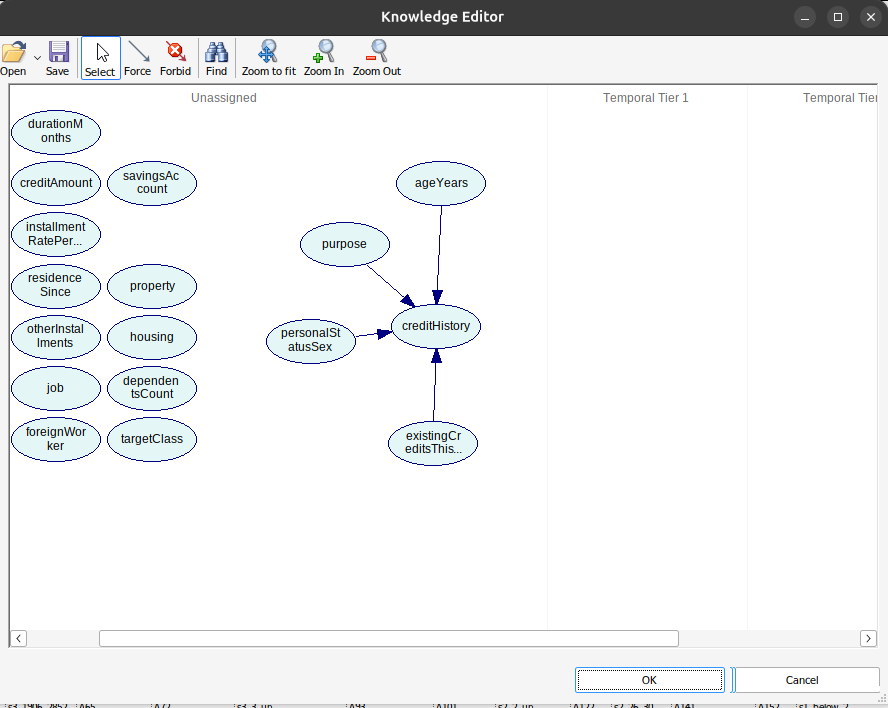 Knowledge Editor
Open Save Select Force Forbid Find Zoom to fit Zoom In Zoom Out
Unassigned Temporal Tier 1 Temporal Tier
durationM
onths
creditAmount
savingsAc
count
ageYears
installment
RatePer...
purpose
residence
Since
property
creditHistory
otherInstal
lments
housing
personalSt
atusSex
job
dependen
tsCount
foreignWor
ker
targetClass
existingCr
editsThis...
OK Cancel